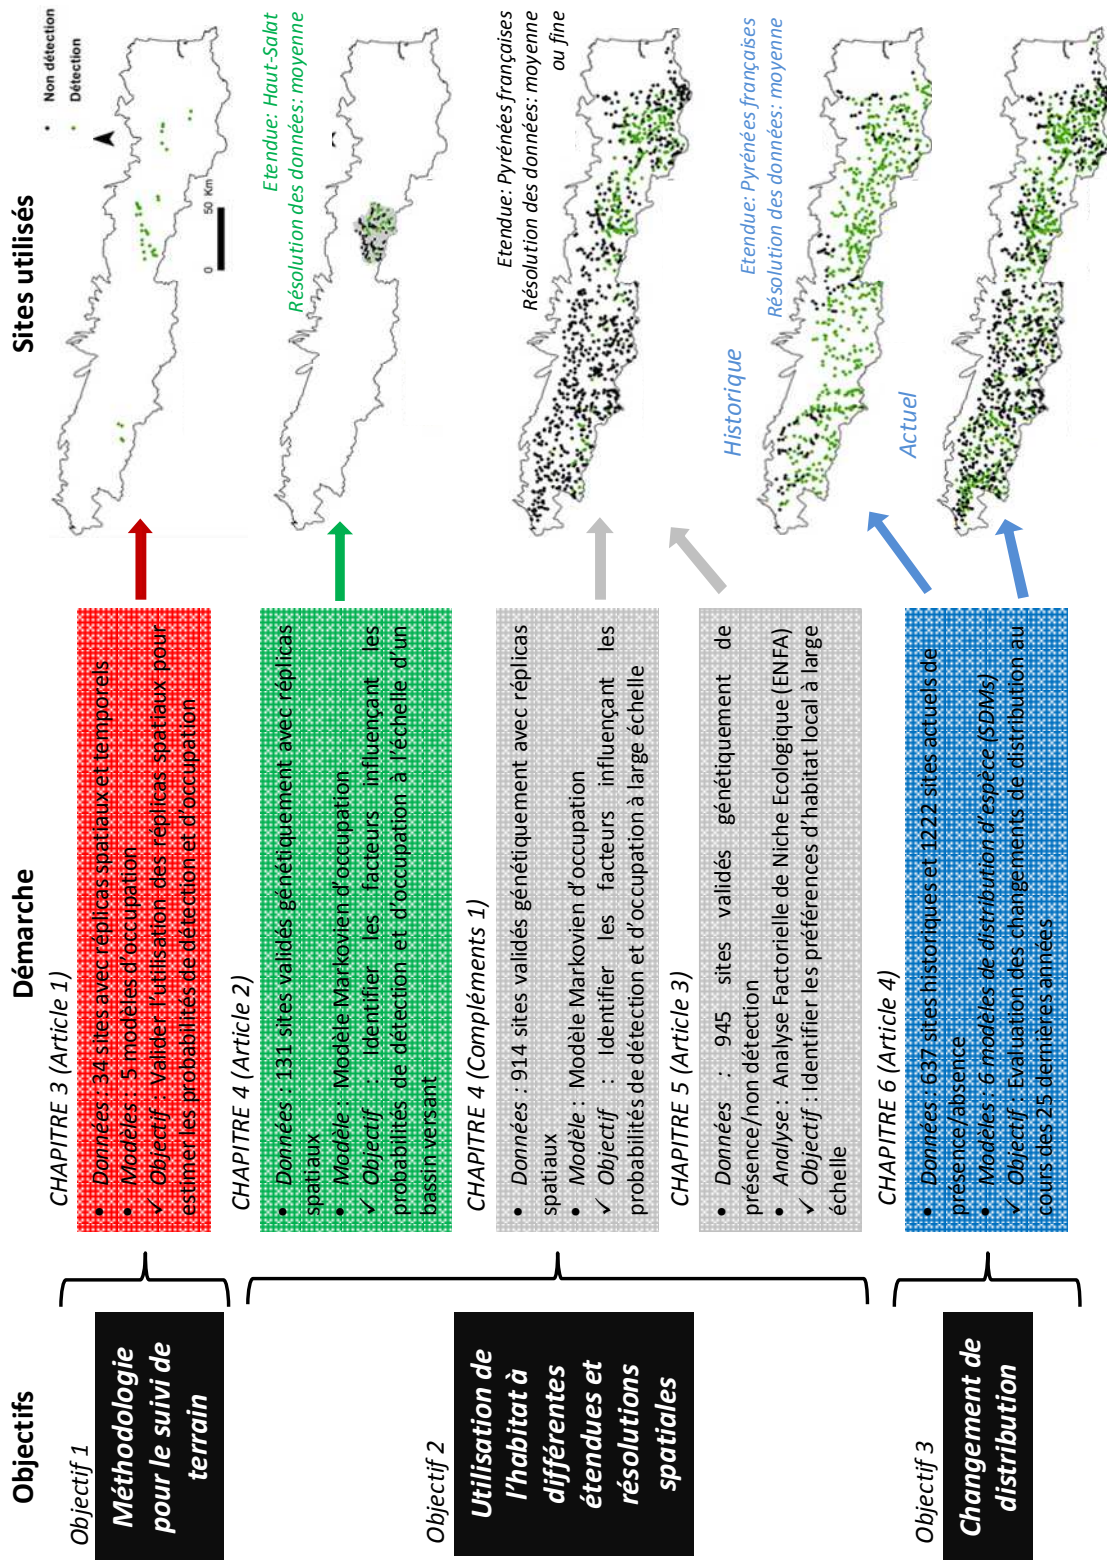 Objectifs
Démarche
Sites utilisés
Objectif 1
Méthodologie
pour le suivi de
terrain
CHAPITRE 3 (Article 1)
• Données : 34 sites avec réplicas spatiaux et temporels
• Modèles : 5 modèles d'occupation
✓ Objectif : Valider l'utilisation des réplicas spatiaux pour
estimer les probabilités de détection et d'occupation
• Non détection
• Détection
0 50 Km
Objectif 2
Utilisation de
l'habitat à
différentes
étendues et
résolutions
spatiales
CHAPITRE 4 (Article 2)
• Données : 131 sites validés génétiquement avec réplicas
spatiaux
• Modèle : Modèle Markovien d'occupation
✓ Objectif : Identifier les facteurs influençant les
probabilités de détection et d'occupation à l'échelle d'un
bassin versant
Etendue: Haut-Salat
Résolution des données: moyenne
CHAPITRE 4 (Compléments 1)
• Données : 914 sites validés génétiquement avec réplicas
spatiaux
• Modèle : Modèle Markovien d'occupation
✓ Objectif : Identifier les facteurs influençant les
probabilités de détection et d'occupation à large échelle
Etendue: Pyrénées françaises
Résolution des données: moyenne
ou fine
CHAPITRE 5 (Article 3)
• Données : 945 sites validés génétiquement de
présence/non détection
• Analyse : Analyse Factorielle de Niche Ecologique (ENFA)
✓ Objectif : Identifier les préférences d'habitat local à large
échelle
Objectif 3
Changement de
distribution
CHAPITRE 6 (Article 4)
• Données : 637 sites historiques et 1222 sites actuels de
présence/absence
• Modèles : 6 modèles de distribution d'espèce (SDMs)
✓ Objectif : Evaluation des changements de distribution au
cours des 25 dernières années
Etendue: Pyrénées françaises
Résolution des données: moyenne
Historique
Actuel